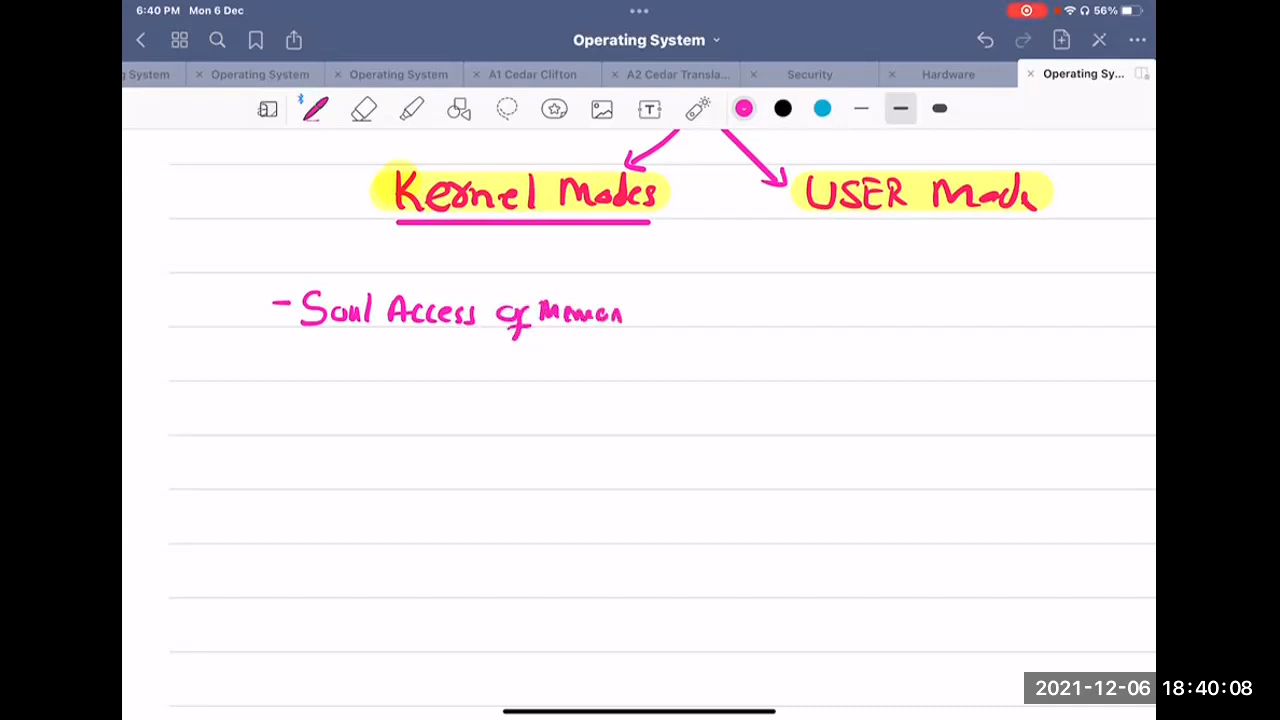 6:40 PM Mon 6 Dec
56%
Operating System
g System
Operating System
Operating System
A1 Cedar Clifton
A2 Cedar Transla...
Security
Hardware
Operating Sy...
Kernel Modes
USER Mode
- Soul Access of Memor
2021-12-06 18:40:08